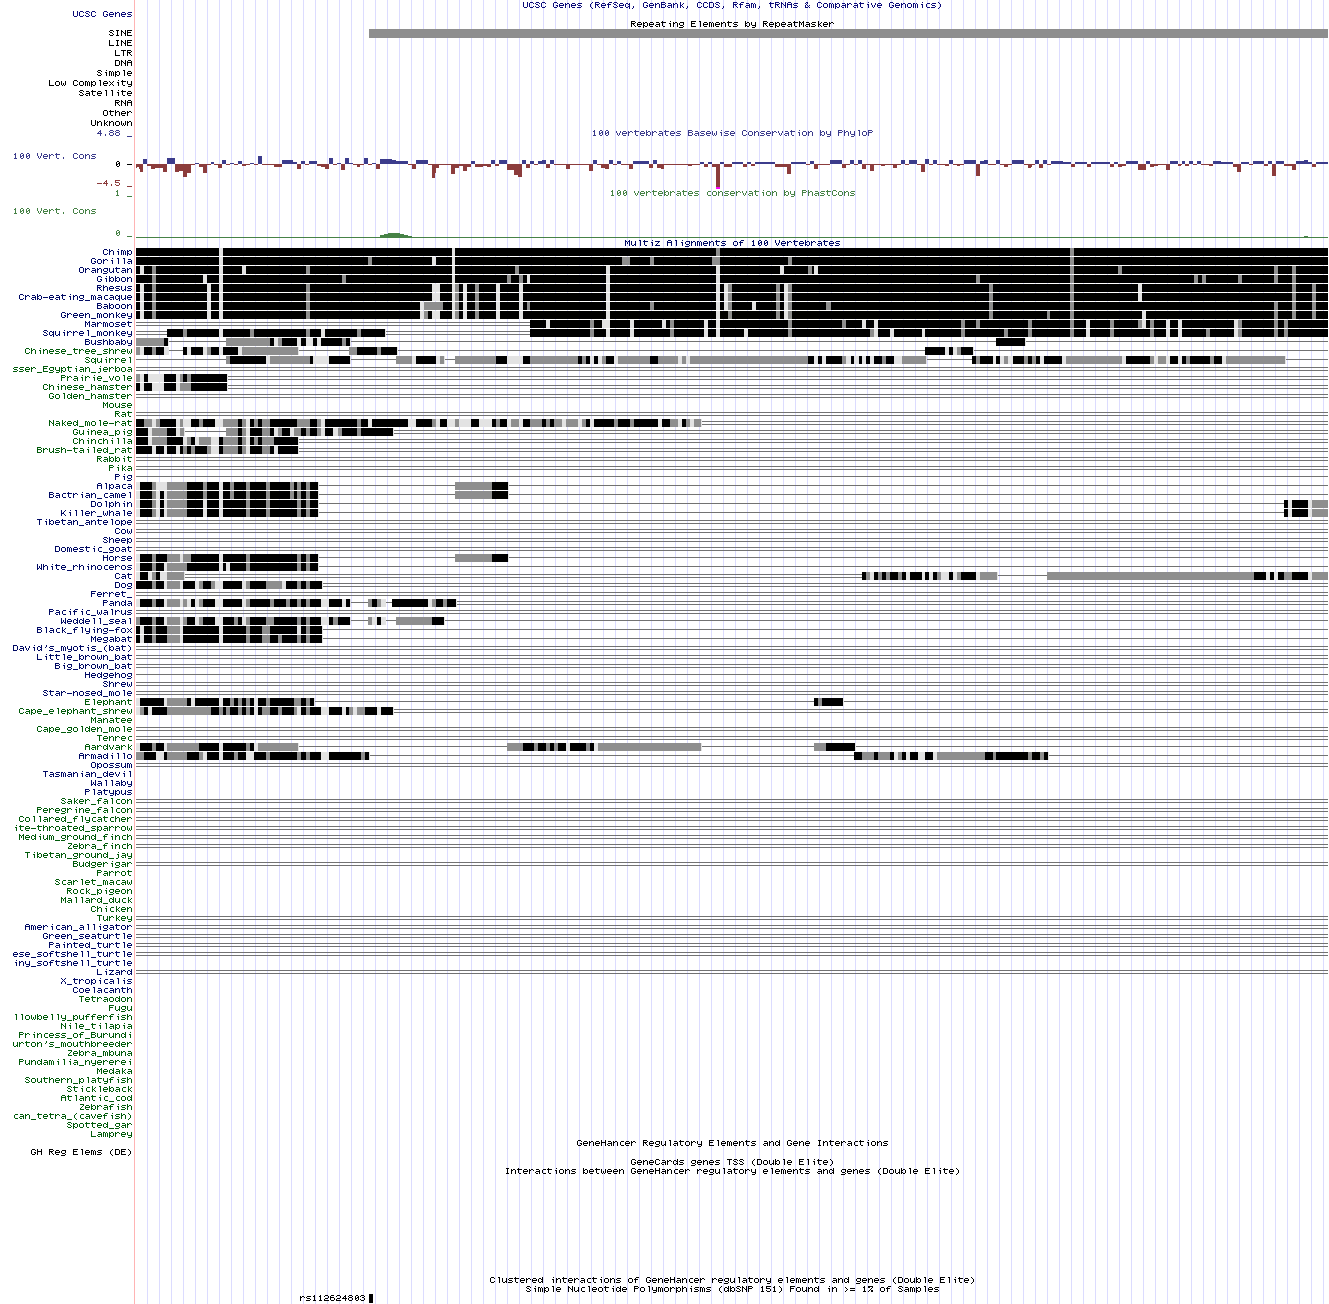 UCSC Genes (RefSeq, GenBank, CCDS, Rfam, tRNAs & Comparative Genomics)
UCSC Genes
Repeating Elements by RepeatMasker
SINE
LINE
LTR
DNA
Simple
Low Complexity
Satellite
RNA
Other
Unknown
4.88 _
100 vertebrates Basewise Conservation by PhyloP
100 Vert. Cons
0 _
-4.5 _
100 vertebrates conservation by PhastCons
1 _
100 Vert. Cons
0 _
Multiz Alignments of 100 Vertebrates
Chimp
Gorilla
Orangutan
Gibbon
Rhesus
Crab-eating_macaque
Baboon
Green_monkey
Marmoset
Squirrel_monkey
Bushbaby
Chinese_tree_shrew
Squirrel
sser_Egyptian_jerboa
Prairie_vole
Chinese_hamster
Golden_hamster
Mouse
Rat
Naked_mole-rat
Guinea_pig
Chinchilla
Brush-tailed_rat
Rabbit
Pika
Pig
Alpaca
Bactrian_camel
Dolphin
Killer_whale
Tibetan_antelope
Cow
Sheep
Domestic_goat
Horse
White_rhinoceros
Cat
Dog
Ferret_
Panda
Pacific_walrus
Weddell_seal
Black_flying-fox
Megabat
David's_myotis_(bat)
Little_brown_bat
Big_brown_bat
Hedgehog
Shrew
Star-nosed_mole
Elephant
Cape_elephant_shrew
Manatee
Cape_golden_mole
Tenrec
Aardvark
Armadillo
Opossum
Tasmanian_devil
Wallaby
Platypus
Saker_falcon
Peregrine_falcon
Collared_flycatcher
ite-throated_sparrow
Medium_ground_finch
Zebra_finch
Tibetan_ground_jay
Budgerigar
Parrot
Scarlet_macaw
Rock_pigeon
Mallard_duck
Chicken
Turkey
American_alligator
Green_seaturtle
Painted_turtle
ese_softshell_turtle
iny_softshell_turtle
Lizard
X_tropicalis
Coelacanth
Tetraodon
Fugu
llowbelly_pufferfish
Nile_tilapia
Princess_of_Burundi
urton's_mouthbreeder
Zebra_mbuna
Pundamilia_nyererei
Medaka
Southern_platyfish
Stickleback
Atlantic_cod
Zebrafish
can_tetra_(cavefish)
Spotted_gar
Lamprey
GeneHancer Regulatory Elements and Gene Interactions
GH Reg Elems (DE)
GeneCards genes TSS (Double Elite)
Interactions between GeneHancer regulatory elements and genes (Double Elite)
Clustered interactions of GeneHancer regulatory elements and genes (Double Elite)
Simple Nucleotide Polymorphisms (dbSNP 151) Found in >= 1% of Samples
rs112624803